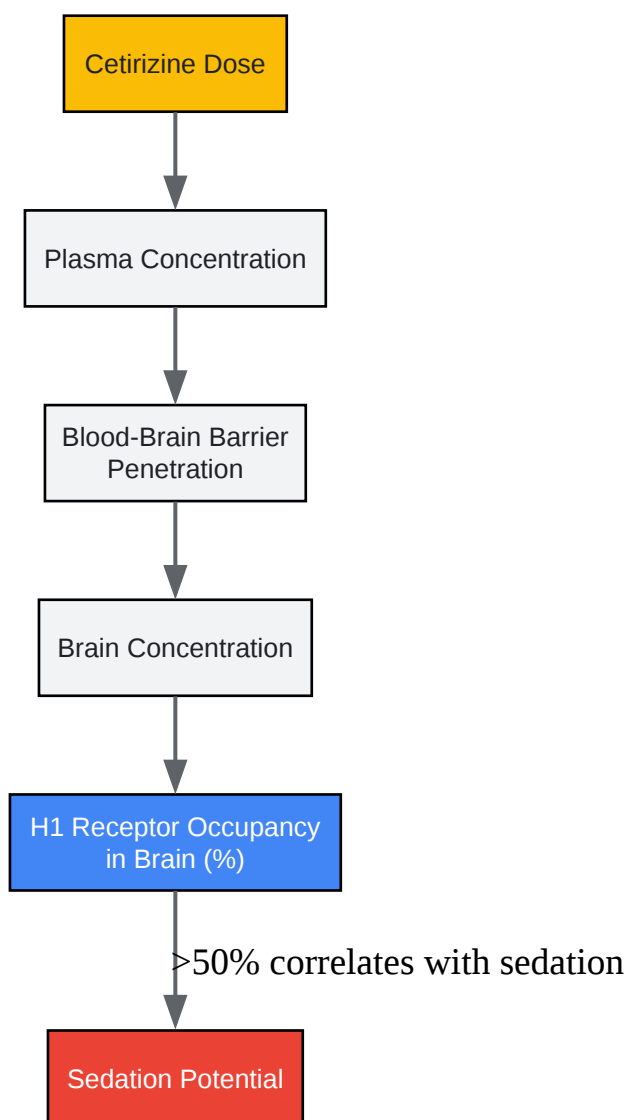 Cetirizine Dose
Plasma Concentration
Blood-Brain Barrier
Penetration
Brain Concentration
H1 Receptor Occupancy
in Brain (%)
>50% correlates with sedation
Sedation Potential